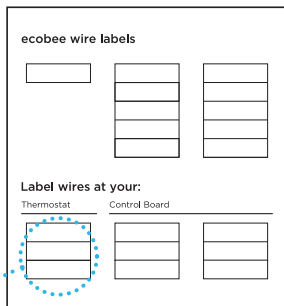 ecobee wire labels
Label wires at your:
Thermostat
Control Board